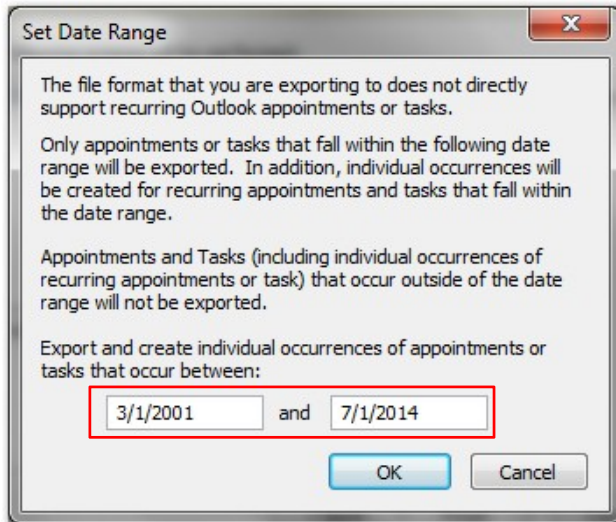 Set Date Range
The file format that you are exporting to does not directly
support recurring Outlook appointments or tasks.
Only appointments or tasks that fall within the following date
range will be exported.  In addition, individual occurrences will
be created for recurring appointments and tasks that fall within
the date range.
Appointments and Tasks (including individual occurrences of
recurring appointments or task) that occur outside of the date
range will not be exported.
Export and create individual occurrences of appointments or
tasks that occur between:
3/1/2001 and 7/1/2014
OK Cancel